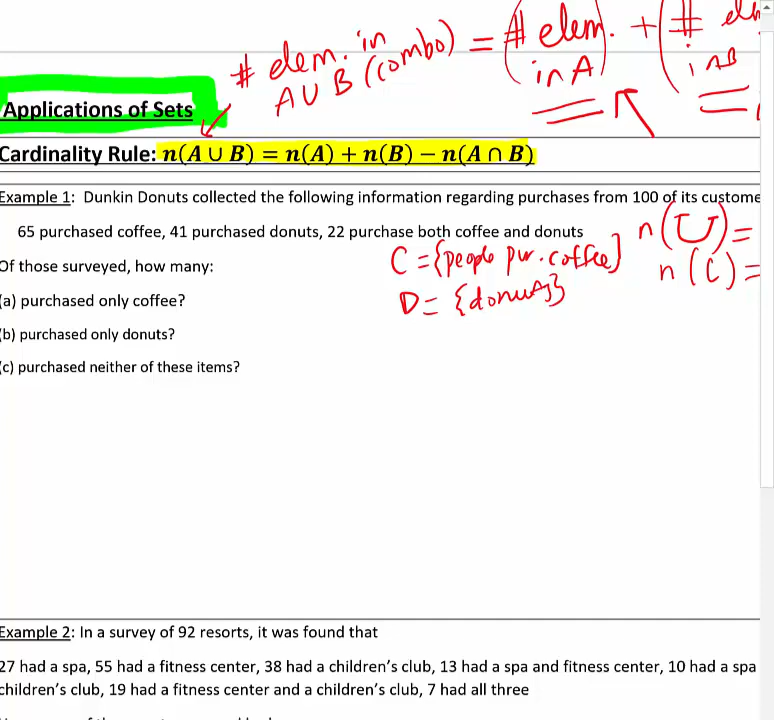 # elem. in A∪B (combo) = (# elem. in A) + (# in B
Applications of Sets
Cardinality Rule: n(A ∪ B) = n(A) + n(B) − n(A ∩ B)
Example 1: Dunkin Donuts collected the following information regarding purchases from 100 of its custome
65 purchased coffee, 41 purchased donuts, 22 purchase both coffee and donuts
n(U) =
Of those surveyed, how many:
C = {people pur. coffee}
n(C) =
(a) purchased only coffee?
D = {donuts}
(b) purchased only donuts?
(c) purchased neither of these items?
Example 2: In a survey of 92 resorts, it was found that
27 had a spa, 55 had a fitness center, 38 had a children's club, 13 had a spa and fitness center, 10 had a spa
children's club, 19 had a fitness center and a children's club, 7 had all three